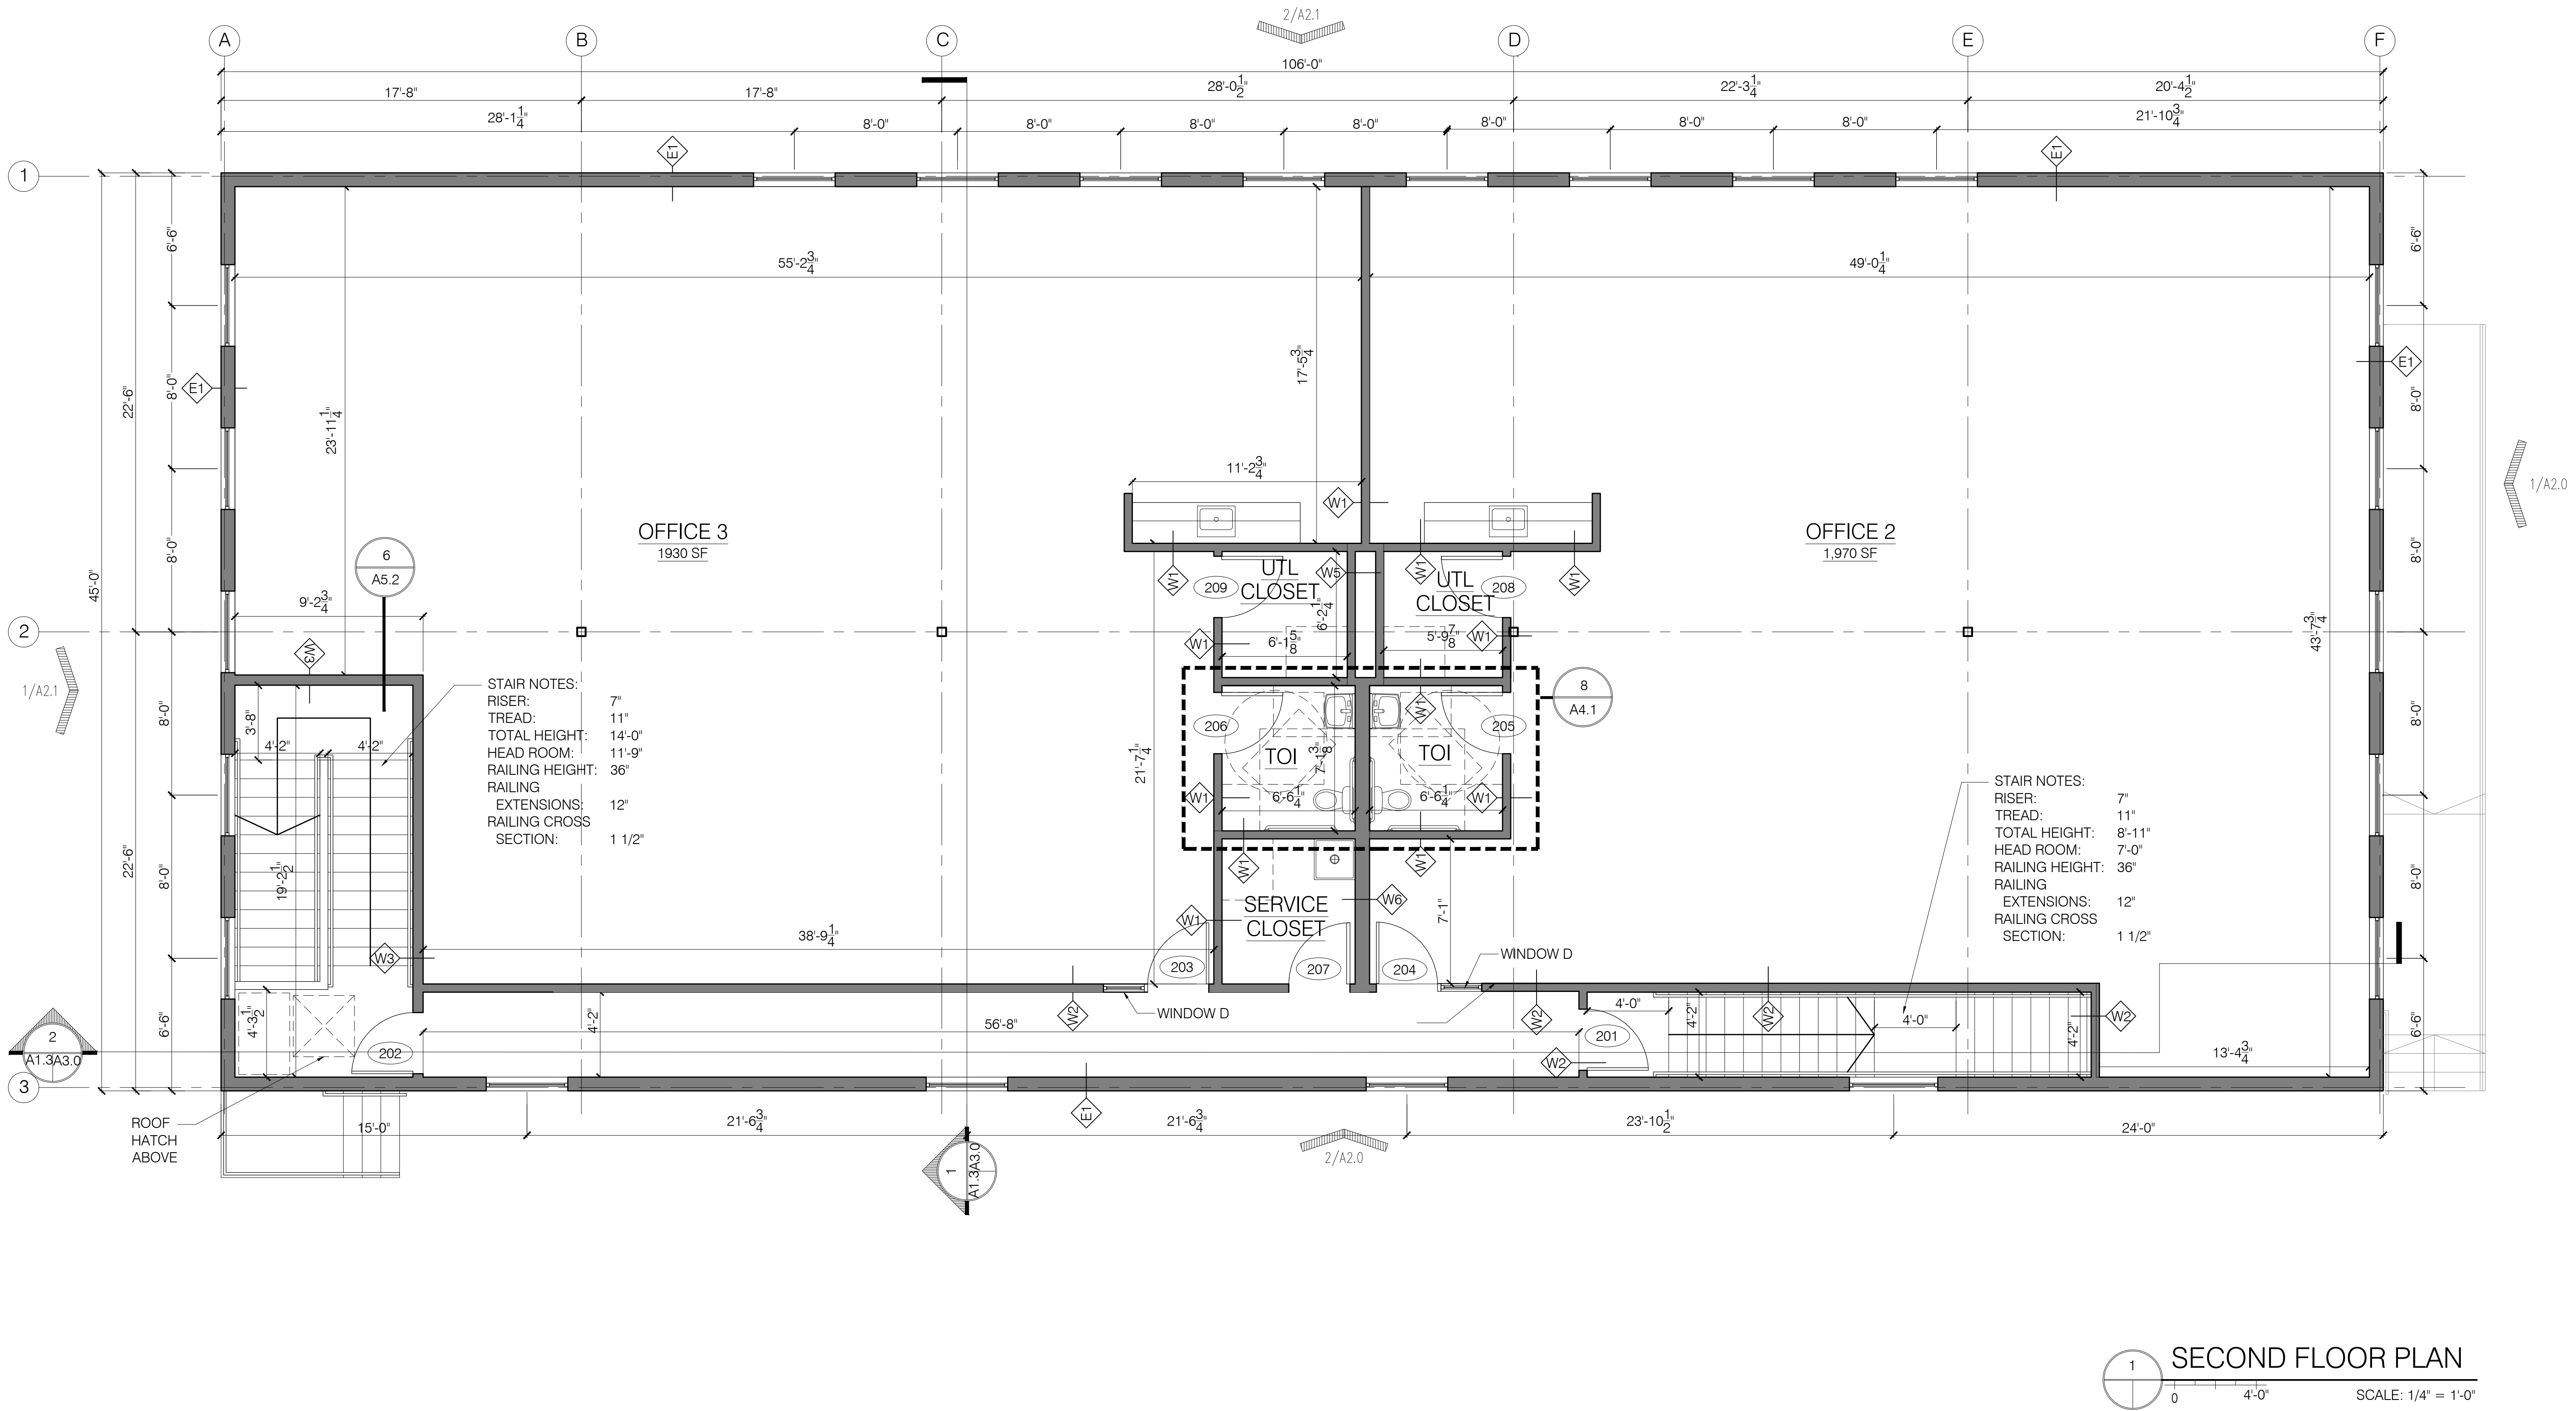 2/A2.1
A
B
C
D
E
F
106'-0"
17'-8"
17'-8"
28'-0 1/2"
22'-3 1/4"
20'-4 1/2"
28'-1 1/4"
8'-0"
8'-0"
8'-0"
8'-0"
8'-0"
8'-0"
8'-0"
21'-10 3/4"
E1
E1
1
6'-6"
6'-6"
55'-2 3/4"
49'-0 1/4"
17'-5 3/4"
E1
E1
22'-6"
8'-0"
8'-0"
23'-11 1/4"
11'-2 3/4"
1/A2.0
W1
OFFICE 3
1930 SF
OFFICE 2
1,970 SF
6
A5.2
8'-0"
8'-0"
45'-0"
W1
209
UTL
CLOSET
W5
W1
UTL
CLOSET
208
W1
9'-2 3/4"
6'-2 1/4"
2
W3
W1
6'-1 5/8"
5'-9 7/8"
W1
43'-7 3/4"
1/A2.1
STAIR NOTES:
RISER: 7"
TREAD: 11"
TOTAL HEIGHT: 14'-0"
HEAD ROOM: 11'-9"
RAILING HEIGHT: 36"
RAILING
EXTENSIONS: 12"
RAILING CROSS
SECTION: 1 1/2"
8
A4.1
8'-0"
3'-8"
4'-2"
4'-2"
206
W1
205
8'-0"
21'-7 1/4"
TOI
7'-1 3/8"
TOI
W1
6'-6 1/4"
6'-6 1/4"
W1
STAIR NOTES:
RISER: 7"
TREAD: 11"
TOTAL HEIGHT: 8'-11"
HEAD ROOM: 7'-0"
RAILING HEIGHT: 36"
RAILING
EXTENSIONS: 12"
RAILING CROSS
SECTION: 1 1/2"
22'-6"
8'-0"
19'-2 1/2"
W1
W1
8'-0"
W6
SERVICE
CLOSET
W1
7'-1"
38'-9 1/4"
W3
203
207
204
WINDOW D
WINDOW D
6'-6"
4'-3 1/2"
4'-2"
W2
56'-8"
W2
4'-0"
4'-2"
W2
4'-0"
4'-2"
W2
6'-6"
2
A1.3A3.0
202
201
W2
13'-4 3/4"
3
E1
ROOF
HATCH
ABOVE
15'-0"
21'-6 3/4"
21'-6 3/4"
23'-10 1/2"
24'-0"
1
A1.3A3.0
2/A2.0
1
SECOND FLOOR PLAN
0
4'-0"
SCALE: 1/4" = 1'-0"